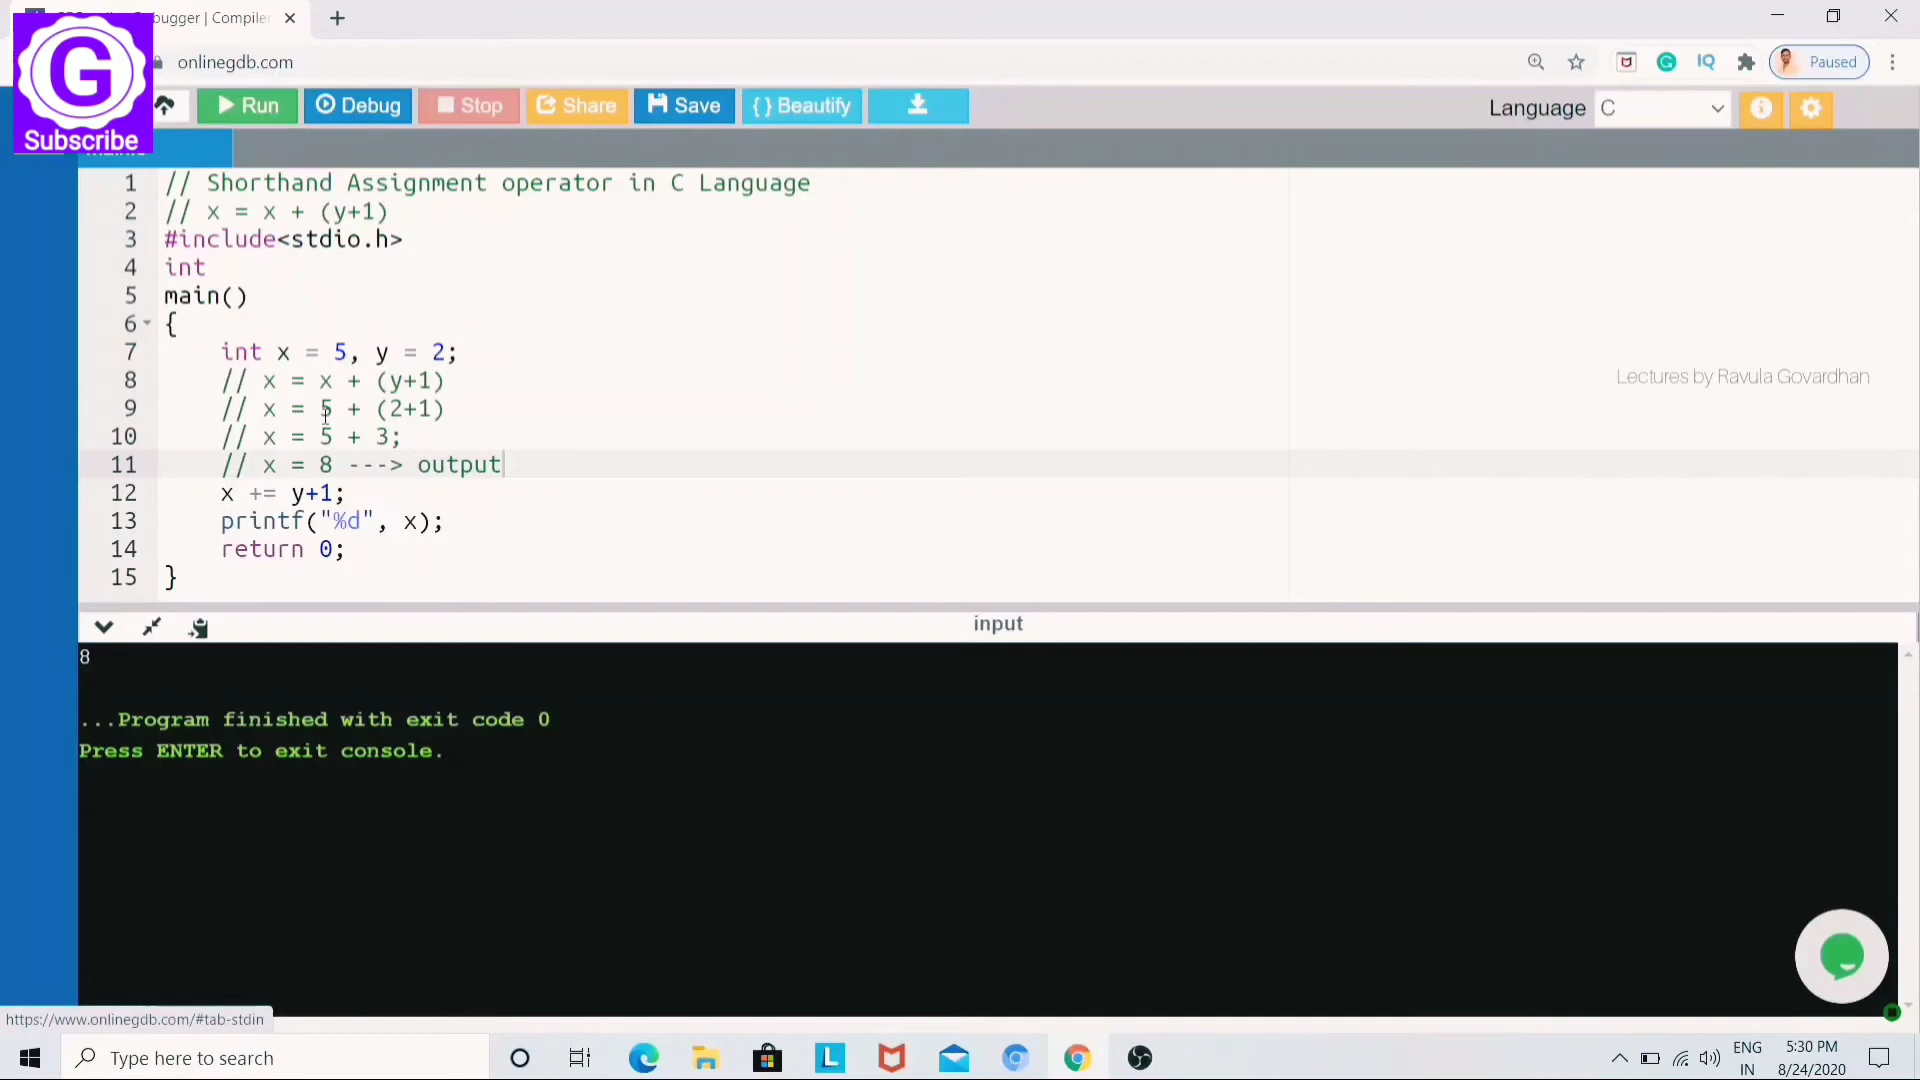 bugger | Compiler
G
Subscribe
onlinegdb.com
IQ
Paused
Run
Debug
Stop
Share
Save
{ } Beautify
Language
C
1 // Shorthand Assignment operator in C Language
2 // x = x + (y+1)
3 #include<stdio.h>
4 int
5 main()
6 {
7 int x = 5, y = 2;
8 // x = x + (y+1)
9 // x = 5 + (2+1)
10 // x = 5 + 3;
11 // x = 8 ---> output
12 x += y+1;
13 printf("%d", x);
14 return 0;
15 }
Lectures by Ravula Govardhan
input
8
...Program finished with exit code 0
Press ENTER to exit console.
https://www.onlinegdb.com/#tab-stdin
Type here to search
L
ENG
IN
5:30 PM
8/24/2020